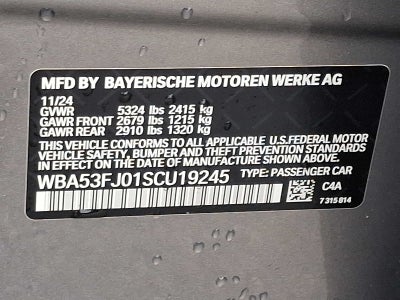 MFD BY BAYERISCHE MOTOREN WERKE AG
11/24
GVWR 5324 lbs 2415 kg
GAWR FRONT 2679 lbs 1215 kg
GAWR REAR 2910 lbs 1320 kg
THIS VEHICLE CONFORMS TO ALL APPLICABLE U.S.FEDERAL MOTOR
VEHICLE SAFETY, BUMPER AND THEFT PREVENTION STANDARDS
IN EFFECT ON THE DATE OF MANUFACTURE SHOWN ABOVE.
WBA53FJ01SCU19245 TYPE: PASSENGER CAR
C4A
7 315 814